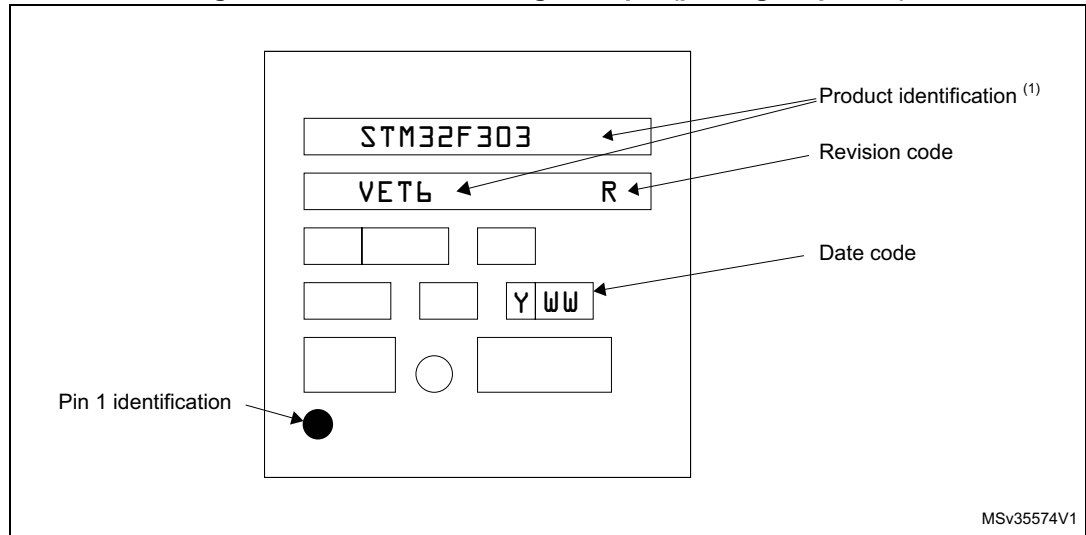 Product identification (1)
STM32F303
Revision code
VET6 R
Date code
Y WW
Pin 1 identification
MSv35574V1